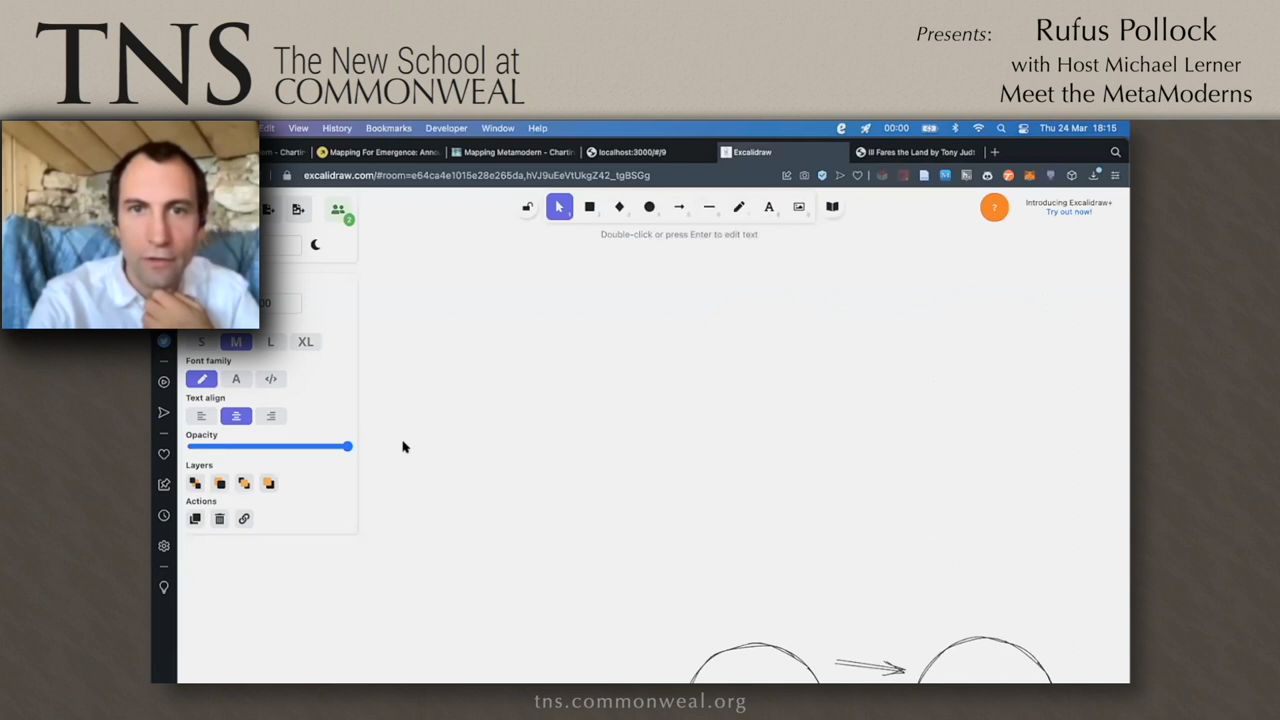 TNS
The New School at
COMMONWEAL
Presents: Rufus Pollock
with Host Michael Lerner
Meet the MetaModerns
Edit View History Bookmarks Developer Window Help 00:00 Thu 24 Mar 18:15
Mapping For Emergence: Ann Mapping Metamodern - Chartin localhost:3000/#/9 Excalidraw Ill Fares the Land by Tony Judt
excalidraw.com/#room=e64ca4e1015e28e265da,hVJ9uEeVtUkgZ42_tgBSGg
2
A
?
Introducing Excalidraw+
Try out now!
Double-click or press Enter to edit text
S M L XL
Font family
A </>
Text align
Opacity
Layers
Actions
tns.commonweal.org